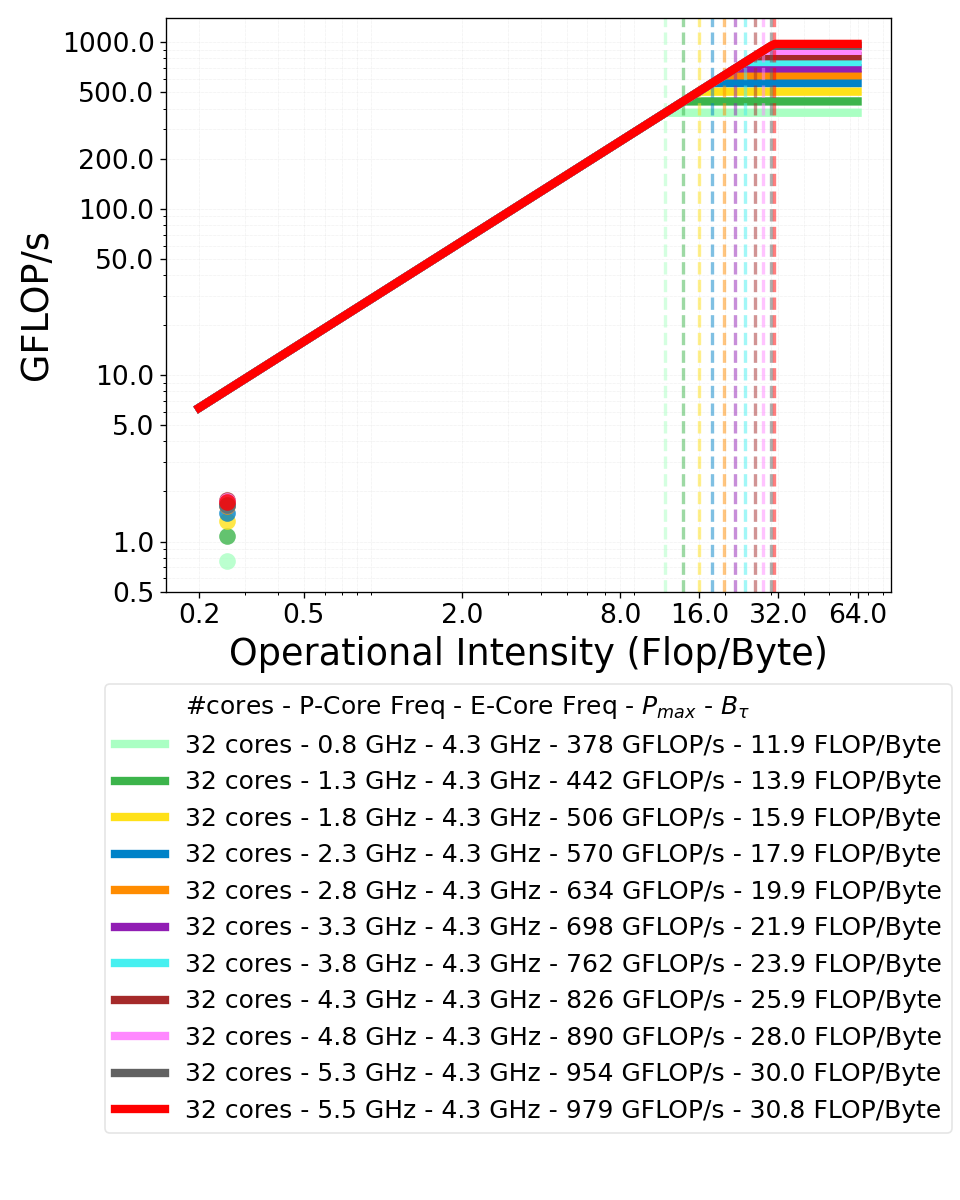 1000.0
500.0
200.0
100.0
50.0
10.0
5.0
1.0
0.5
GFLOP/s
0.2 0.5 2.0 8.0 16.0 32.0 64.0
Operational Intensity (Flop/Byte)
#cores - P-Core Freq - E-Core Freq - P_max - B_τ
32 cores - 0.8 GHz - 4.3 GHz - 378 GFLOP/s - 11.9 FLOP/Byte
32 cores - 1.3 GHz - 4.3 GHz - 442 GFLOP/s - 13.9 FLOP/Byte
32 cores - 1.8 GHz - 4.3 GHz - 506 GFLOP/s - 15.9 FLOP/Byte
32 cores - 2.3 GHz - 4.3 GHz - 570 GFLOP/s - 17.9 FLOP/Byte
32 cores - 2.8 GHz - 4.3 GHz - 634 GFLOP/s - 19.9 FLOP/Byte
32 cores - 3.3 GHz - 4.3 GHz - 698 GFLOP/s - 21.9 FLOP/Byte
32 cores - 3.8 GHz - 4.3 GHz - 762 GFLOP/s - 23.9 FLOP/Byte
32 cores - 4.3 GHz - 4.3 GHz - 826 GFLOP/s - 25.9 FLOP/Byte
32 cores - 4.8 GHz - 4.3 GHz - 890 GFLOP/s - 28.0 FLOP/Byte
32 cores - 5.3 GHz - 4.3 GHz - 954 GFLOP/s - 30.0 FLOP/Byte
32 cores - 5.5 GHz - 4.3 GHz - 979 GFLOP/s - 30.8 FLOP/Byte